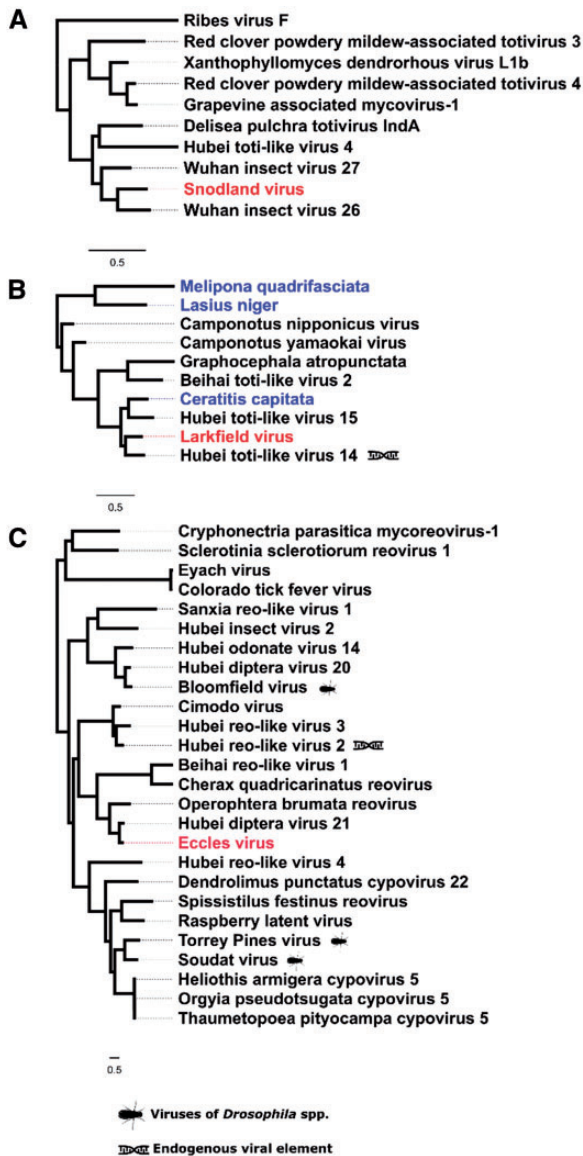 A
Ribes virus F
Red clover powdery mildew-associated totivirus 3
Xanthophyllomyces dendrorhous virus L1b
Red clover powdery mildew-associated totivirus 4
Grapevine associated mycovirus-1
Delisea pulchra totivirus IndA
Hubei toti-like virus 4
Wuhan insect virus 27
Snodland virus
Wuhan insect virus 26
0.5
B
Melipona quadrifasciata
Lasius niger
Camponotus nipponicus virus
Camponotus yamaokai virus
Graphocephala atropunctata
Beihai toti-like virus 2
Ceratitis capitata
Hubei toti-like virus 15
Larkfield virus
Hubei toti-like virus 14
0.5
C
Cryphonectria parasitica mycoreovirus-1
Sclerotinia sclerotiorum reovirus 1
Eyach virus
Colorado tick fever virus
Sanxia reo-like virus 1
Hubei insect virus 2
Hubei odonate virus 14
Hubei diptera virus 20
Bloomfield virus
Cimodo virus
Hubei reo-like virus 3
Hubei reo-like virus 2
Beihai reo-like virus 1
Cherax quadricarinatus reovirus
Operophtera brumata reovirus
Hubei diptera virus 21
Eccles virus
Hubei reo-like virus 4
Dendrolimus punctatus cypovirus 22
Spissistilus festinus reovirus
Raspberry latent virus
Torrey Pines virus
Soudat virus
Heliothis armigera cypovirus 5
Orgyia pseudotsugata cypovirus 5
Thaumetopoea pityocampa cypovirus 5
0.5
Viruses of Drosophila spp.
Endogenous viral element